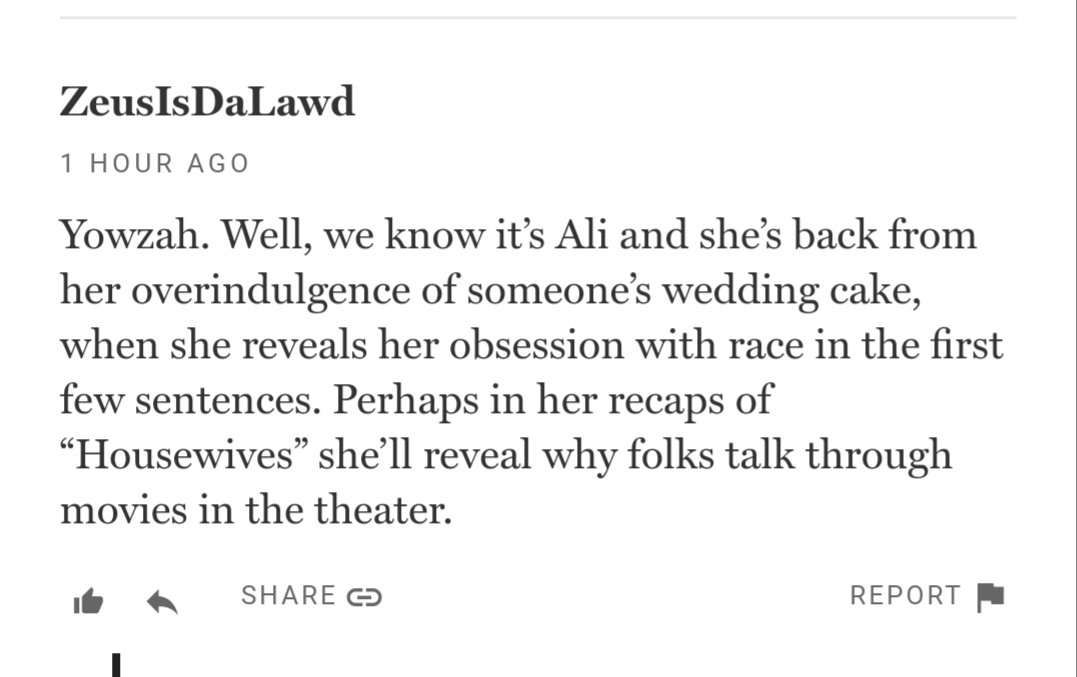 ZeusIsDaLawd
1 HOUR AGO
Yowzah. Well, we know it’s Ali and she’s back from
her overindulgence of someone’s wedding cake,
when she reveals her obsession with race in the first
few sentences. Perhaps in her recaps of
“Housewives” she’ll reveal why folks talk through
movies in the theater.
SHARE
REPORT